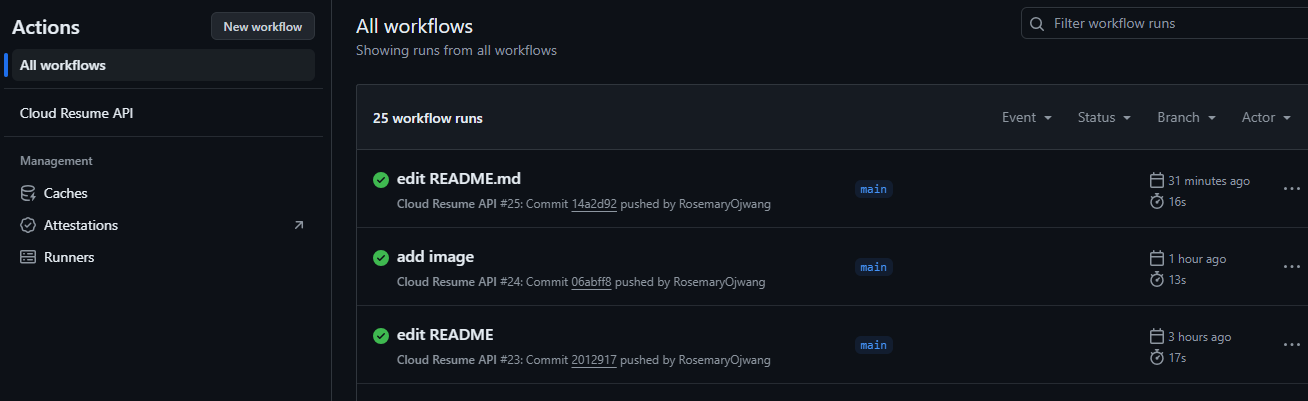 Actions
New workflow
All workflows
Cloud Resume API
Management
Caches
Attestations
Runners
All workflows
Showing runs from all workflows
Filter workflow runs
25 workflow runs
Event
Status
Branch
Actor
edit README.md
Cloud Resume API #25: Commit 14a2d92 pushed by RosemaryOjwang
main
31 minutes ago
16s
add image
Cloud Resume API #24: Commit 06abff8 pushed by RosemaryOjwang
main
1 hour ago
13s
edit README
Cloud Resume API #23: Commit 2012917 pushed by RosemaryOjwang
main
3 hours ago
17s